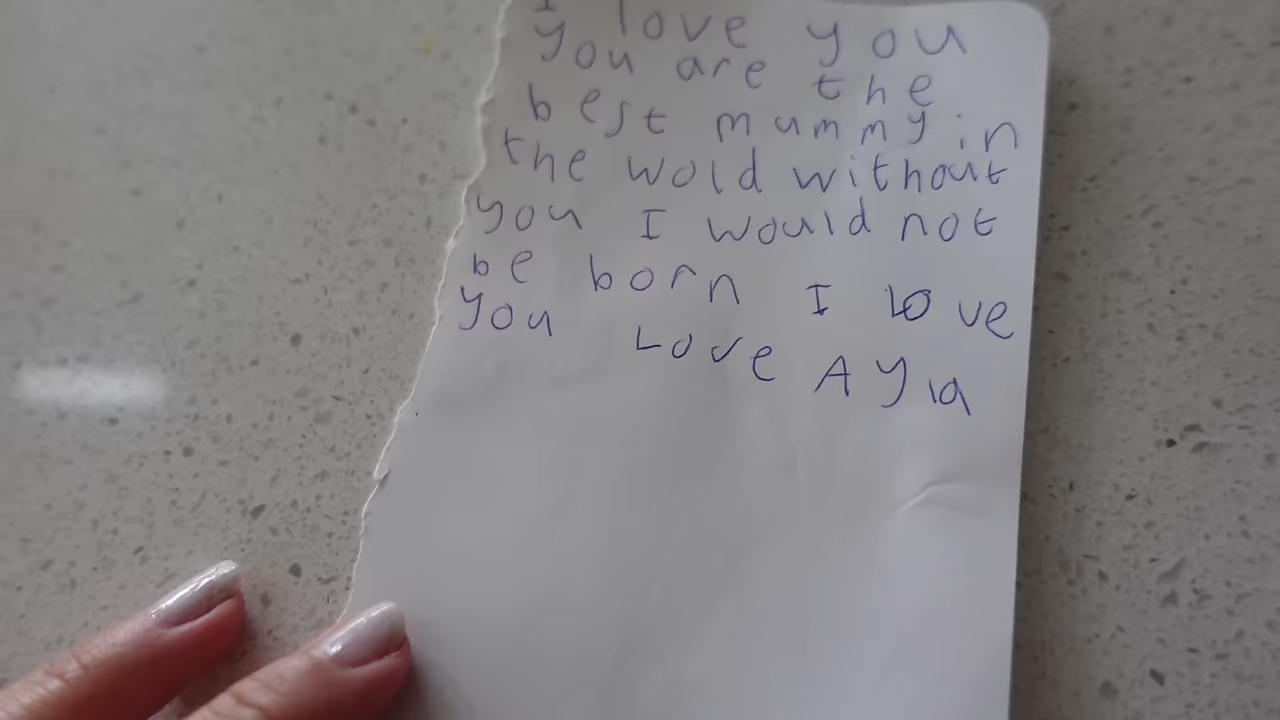 I love you
you are the
best mummy in
the wold without
you I would not
be born I love
you Love Ayia